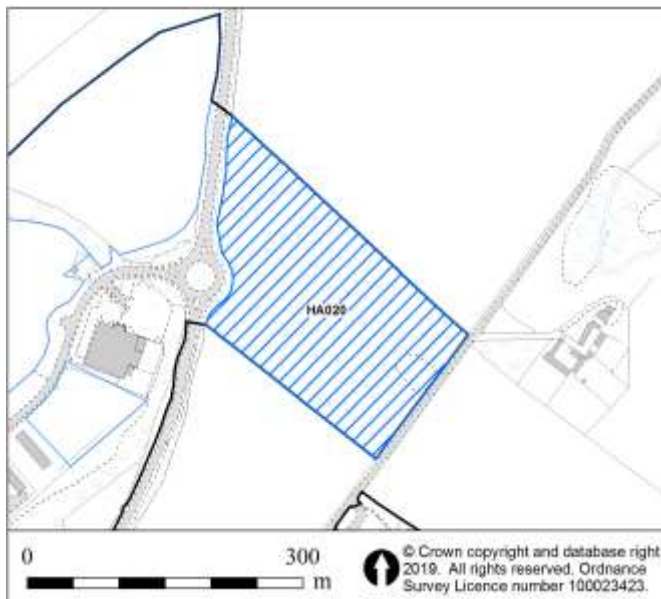 HA020
0 300
m
© Crown copyright and database right
2019. All rights reserved. Ordnance
Survey Licence number 100023423.